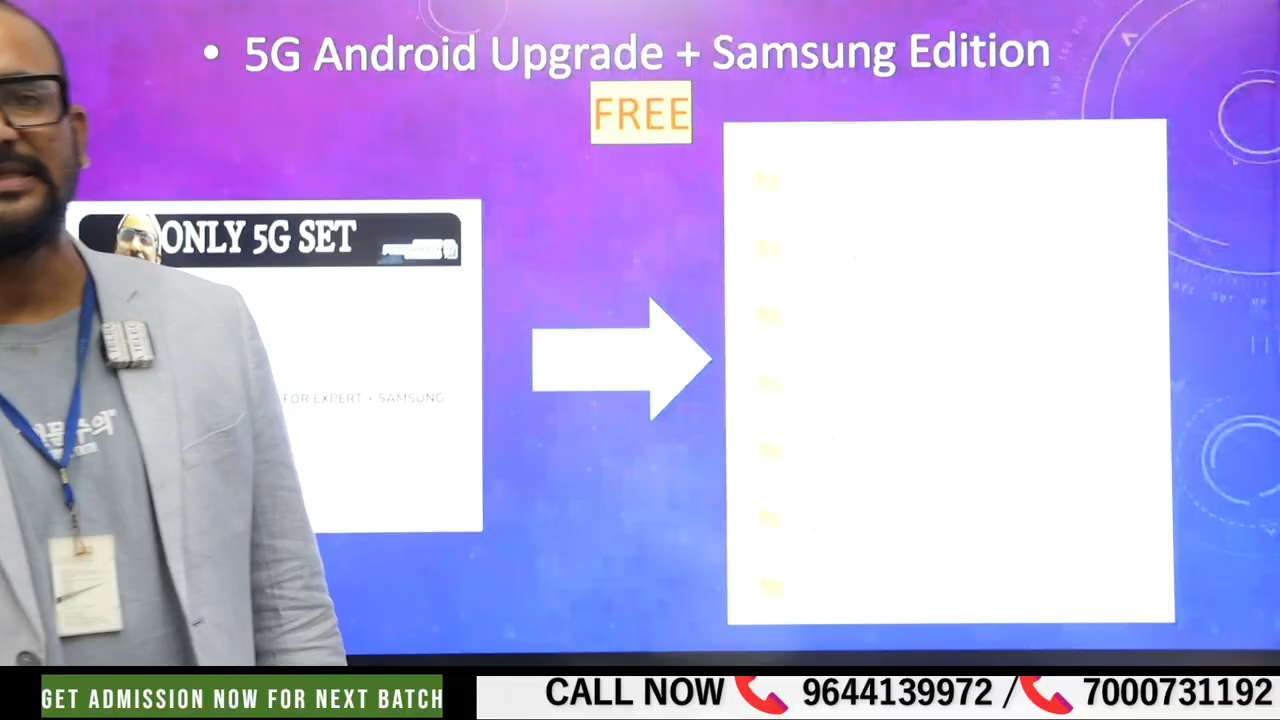 • 5G Android Upgrade + Samsung Edition
FREE
ONLY 5G SET
FOR EXPERT + SAMSUNG
GET ADMISSION NOW FOR NEXT BATCH
CALL NOW 9644139972 / 7000731192